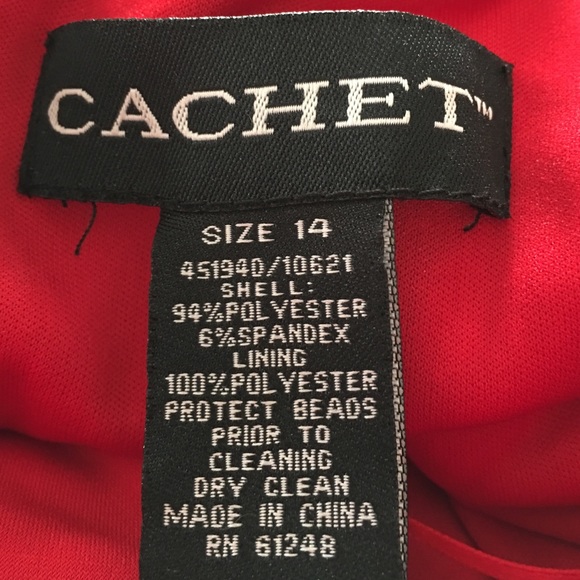 CACHET™
SIZE 14
451940/10621
SHELL:
94%POLYESTER
6%SPANDEX
LINING
100%POLYESTER
PROTECT BEADS
PRIOR TO
CLEANING
DRY CLEAN
MADE IN CHINA
RN 61248